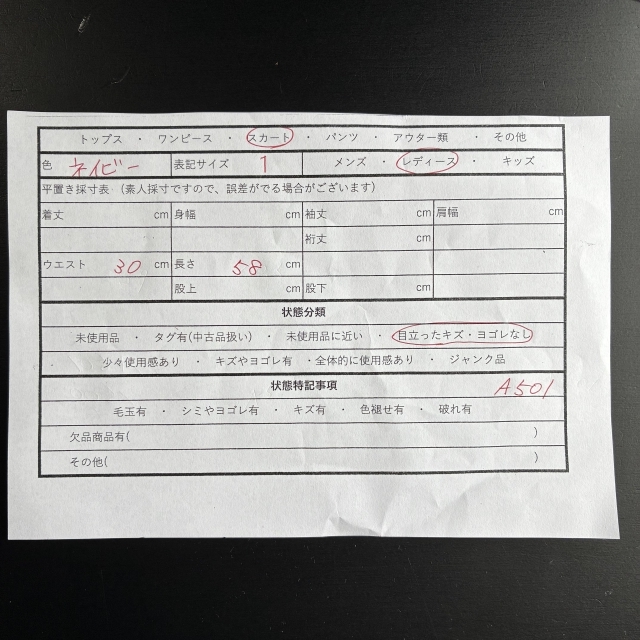 トップス ・ ワンピース ・ スカート ・ パンツ ・ アウター類 ・ その他
色 ネイビー 表記サイズ 1 メンズ ・ レディース ・ キッズ
平置き採寸表（素人採寸ですので、誤差がでる場合がございます）
着丈 cm 身幅 cm 袖丈 cm 肩幅 cm
裄丈 cm
ウエスト 30 cm 長さ 58 cm
股上 cm 股下 cm
状態分類
未使用品 ・ タグ有(中古品扱い) ・ 未使用品に近い ・ 目立ったキズ・ヨゴレなし
・ 少々使用感あり ・ キズやヨゴレ有 ・全体的に使用感あり ・ ジャンク品
状態特記事項 A501
毛玉有 ・ シミやヨゴレ有 ・ キズ有 ・ 色褪せ有 ・ 破れ有
欠品商品有( )
その他( )